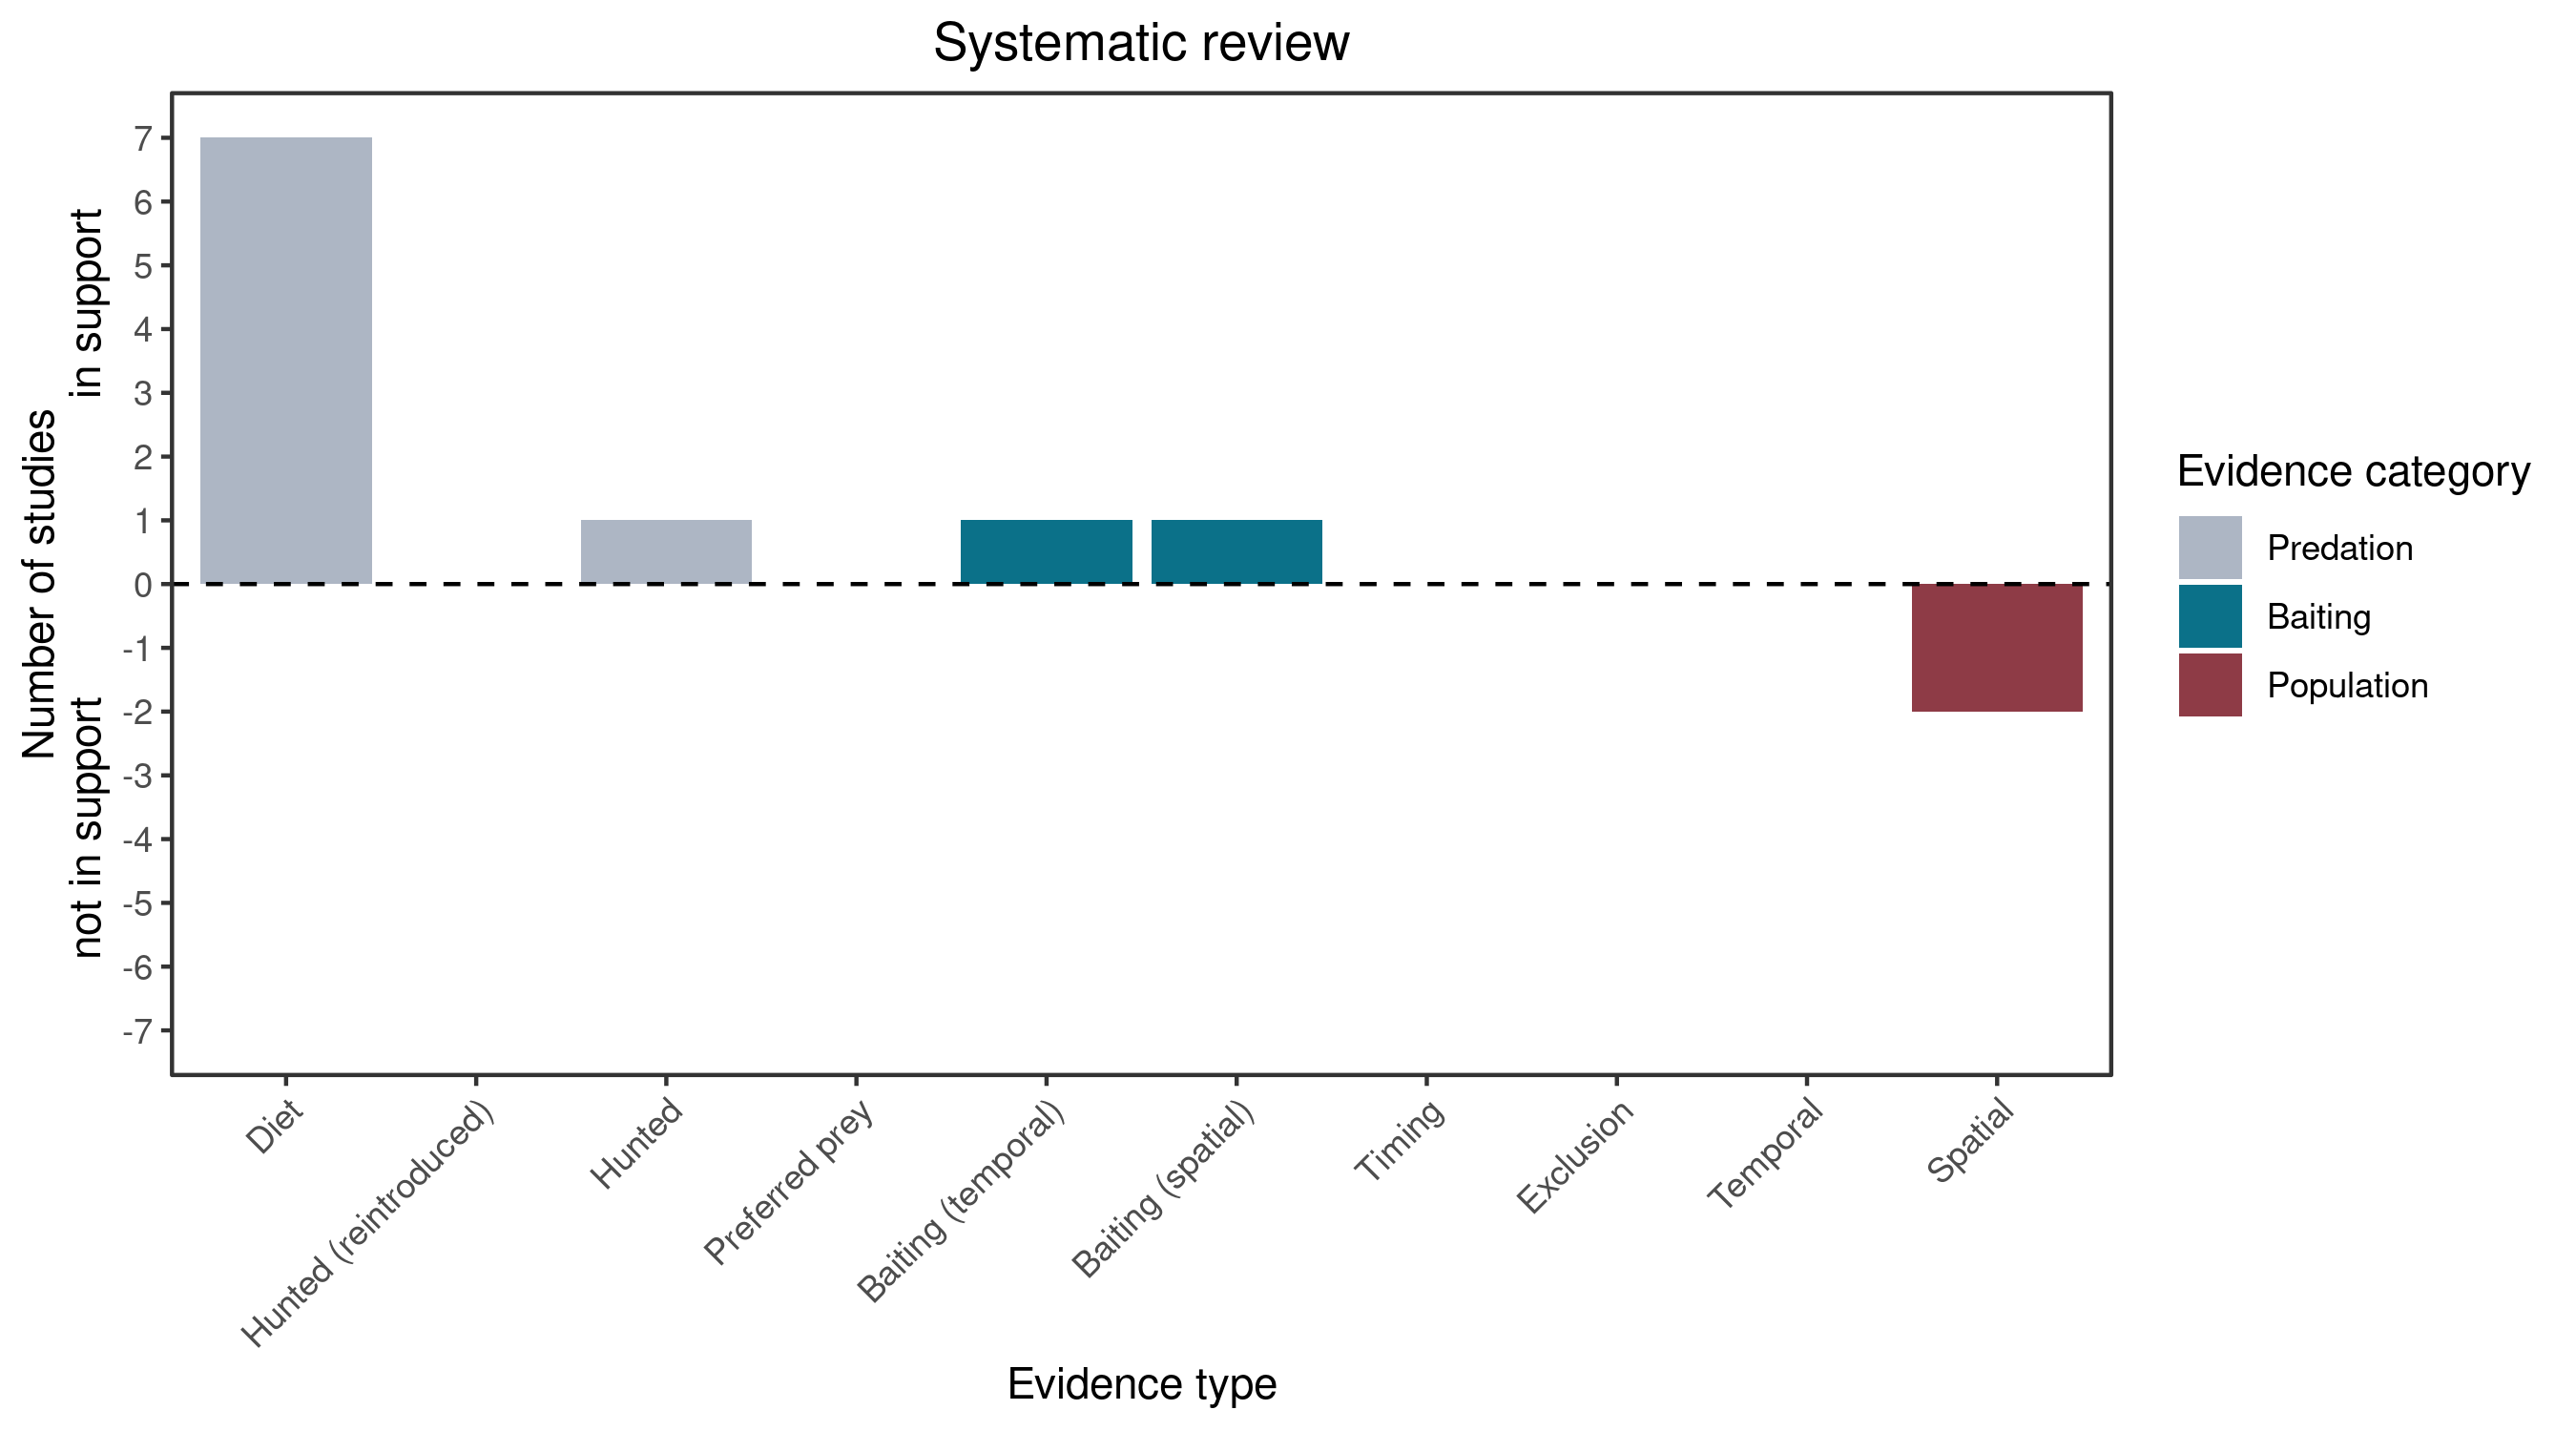 Systematic review
Number of studies
in support
not in support
7
6
5
4
3
2
1
0
-1
-2
-3
-4
-5
-6
-7
Diet
Hunted (reintroduced)
Hunted
Preferred prey
Baiting (temporal)
Baiting (spatial)
Timing
Exclusion
Temporal
Spatial
Evidence type
Evidence category
Predation
Baiting
Population